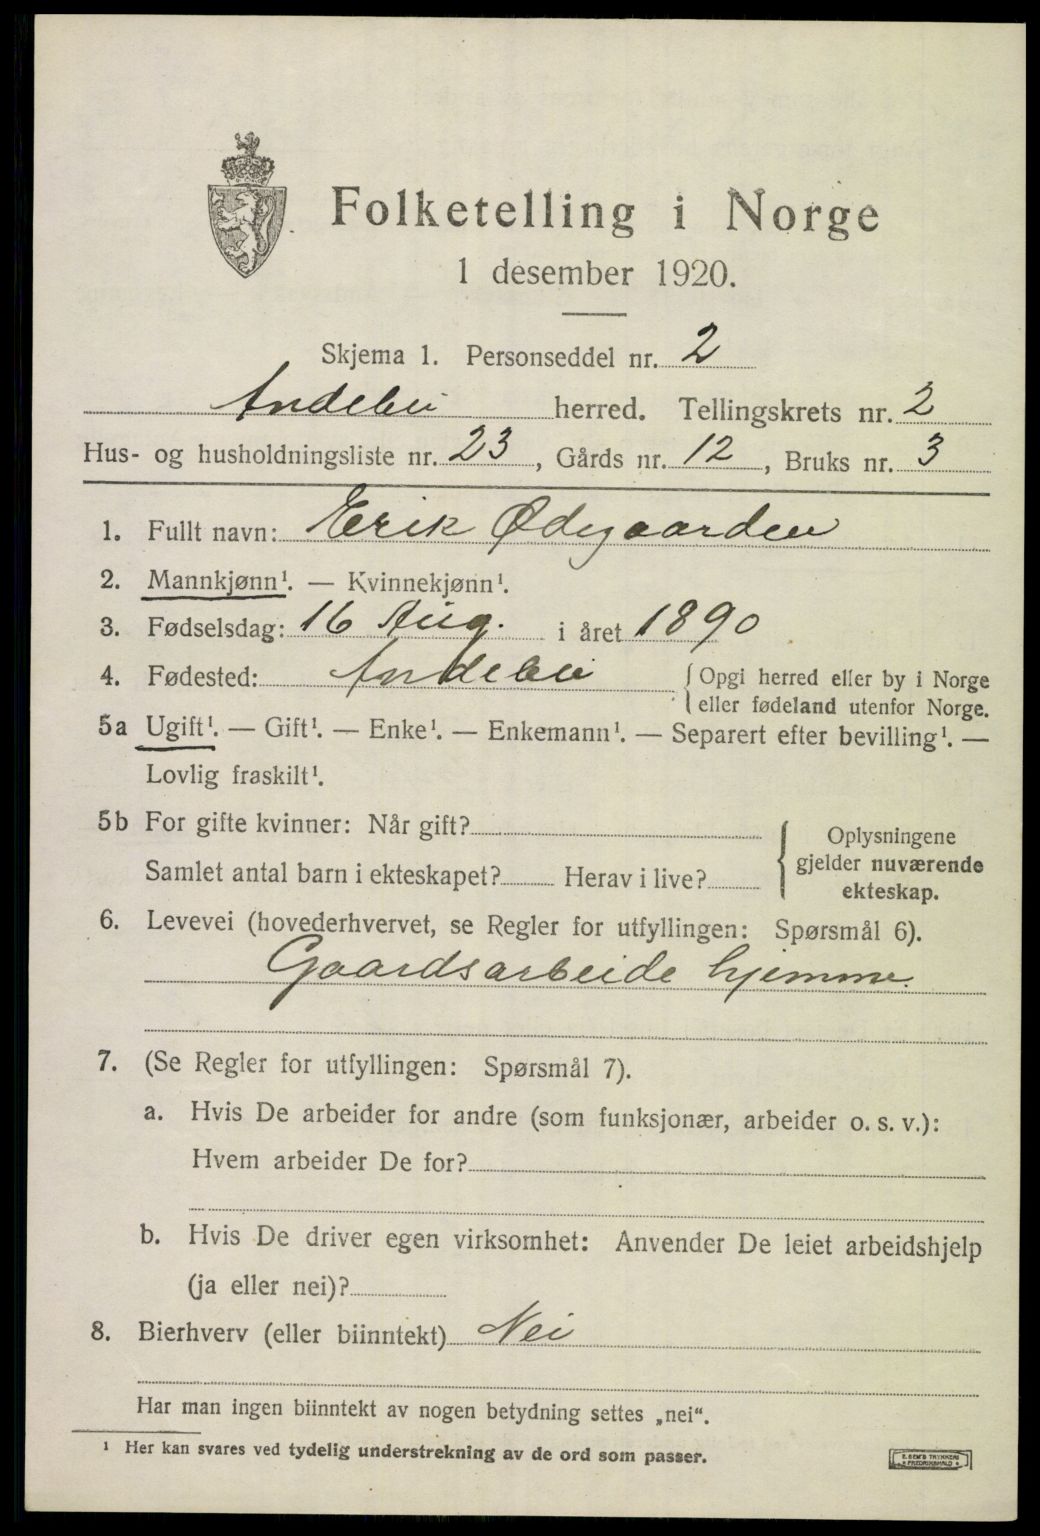 Folketelling i Norge
1 desember 1920.
Skjema 1. Personseddel nr. 2
Andebu herred. Tellingskrets nr. 2
Hus- og husholdningsliste nr. 23, Gårds nr. 12, Bruks nr. 3
1. Fullt navn: Erik Ødegaarden
2. Mannkjønn¹. — Kvinnekjønn¹.
3. Fødselsdag: 16 Aug. i året 1890
4. Fødested: Andebu { Opgi herred eller by i Norge
eller fødeland utenfor Norge.
5a Ugift¹. — Gift¹. — Enke¹. — Enkemann¹. — Separert efter bevilling¹. —
Lovlig fraskilt¹.
5b For gifte kvinner: Når gift?
Samlet antal barn i ekteskapet? Herav i live?
{ Oplysningene
gjelder nuværende
ekteskap.
6. Levevei (hovederhvervet, se Regler for utfyllingen: Spørsmål 6).
Gaardsarbeide hjemme.
7. (Se Regler for utfyllingen: Spørsmål 7).
a. Hvis De arbeider for andre (som funksjonær, arbeider o. s. v.):
Hvem arbeider De for?
b. Hvis De driver egen virksomhet: Anvender De leiet arbeidshjelp
(ja eller nei)?
8. Bierhverv (eller biinntekt) Nei
Har man ingen biinntekt av nogen betydning settes „nei“.
¹ Her kan svares ved tydelig understrekning av de ord som passer.
E. SEM'S TRYKKERI
FREDRIKSHALD